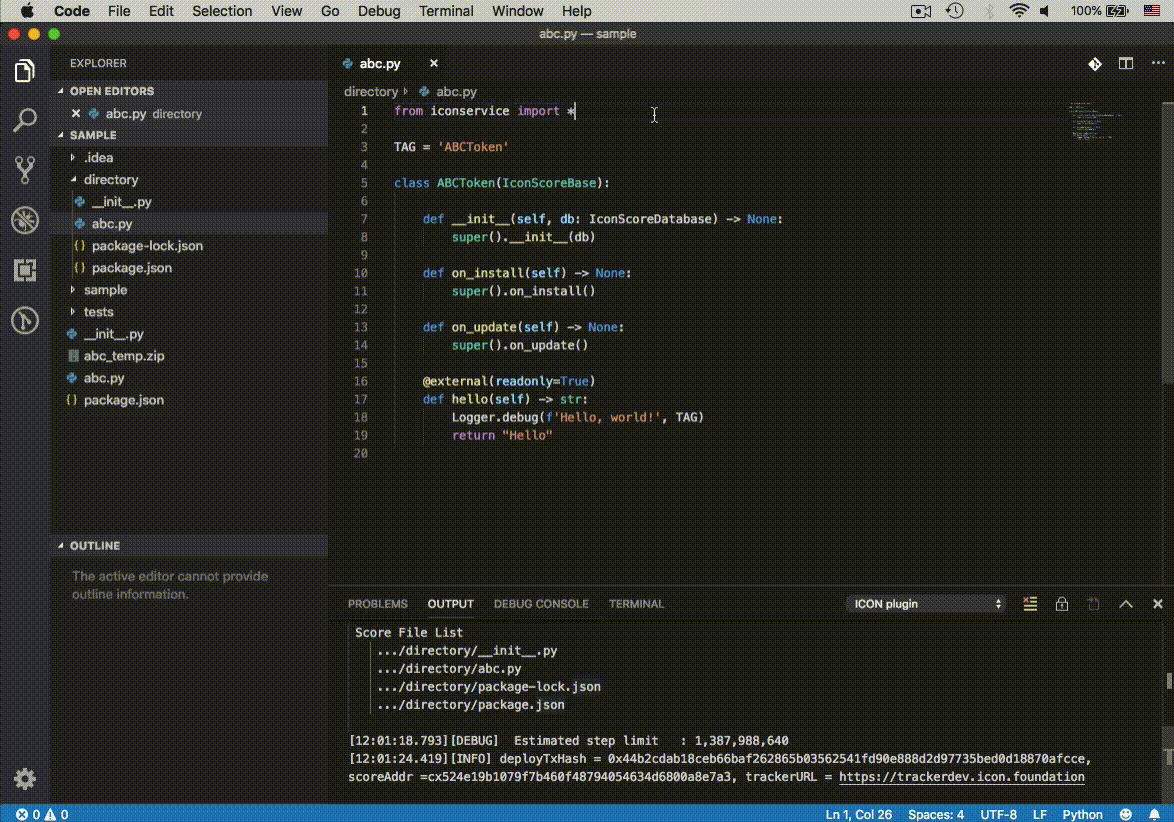 Code File Edit Selection View Go Debug Terminal Window Help 100%
abc.py — sample
EXPLORER
OPEN EDITORS
abc.py directory
SAMPLE
.idea
directory
__init__.py
abc.py
package-lock.json
package.json
sample
tests
__init__.py
abc_temp.zip
abc.py
package.json
OUTLINE
The active editor cannot provide
outline information.
abc.py
directory abc.py
1 from iconservice import *
2
3 TAG = 'ABCToken'
4
5 class ABCToken(IconScoreBase):
6
7 def __init__(self, db: IconScoreDatabase) -> None:
8 super().__init__(db)
9
10 def on_install(self) -> None:
11 super().on_install()
12
13 def on_update(self) -> None:
14 super().on_update()
15
16 @external(readonly=True)
17 def hello(self) -> str:
18 Logger.debug(f'Hello, world!', TAG)
19 return "Hello"
20
PROBLEMS OUTPUT DEBUG CONSOLE TERMINAL ICON plugin
Score File List
.../directory/__init__.py
.../directory/abc.py
.../directory/package-lock.json
.../directory/package.json
[12:01:18.793][DEBUG] Estimated step limit : 1,387,988,640
[12:01:24.419][INFO] deployTxHash = 0x44b2cdab18ceb66baf262865b03562541fd90e888d2d97735bed0d18870afcce,
scoreAddr =cx524e19b1079f7b460f48794054634d6800a8e7a3, trackerURL = https://trackerdev.icon.foundation
0 0 Ln 1, Col 26 Spaces: 4 UTF-8 LF Python